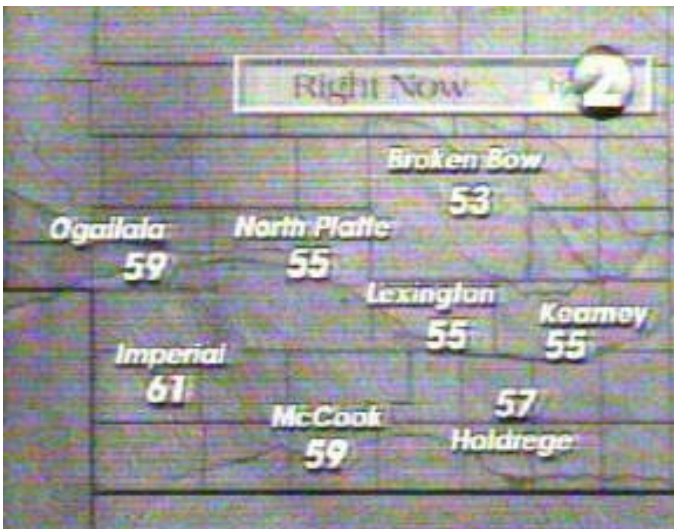 Right Now
2
Broken Bow
53
Ogallala
59
North Platte
55
Lexington
55
Kearney
55
Imperial
61
McCook
59
57
Holdrege